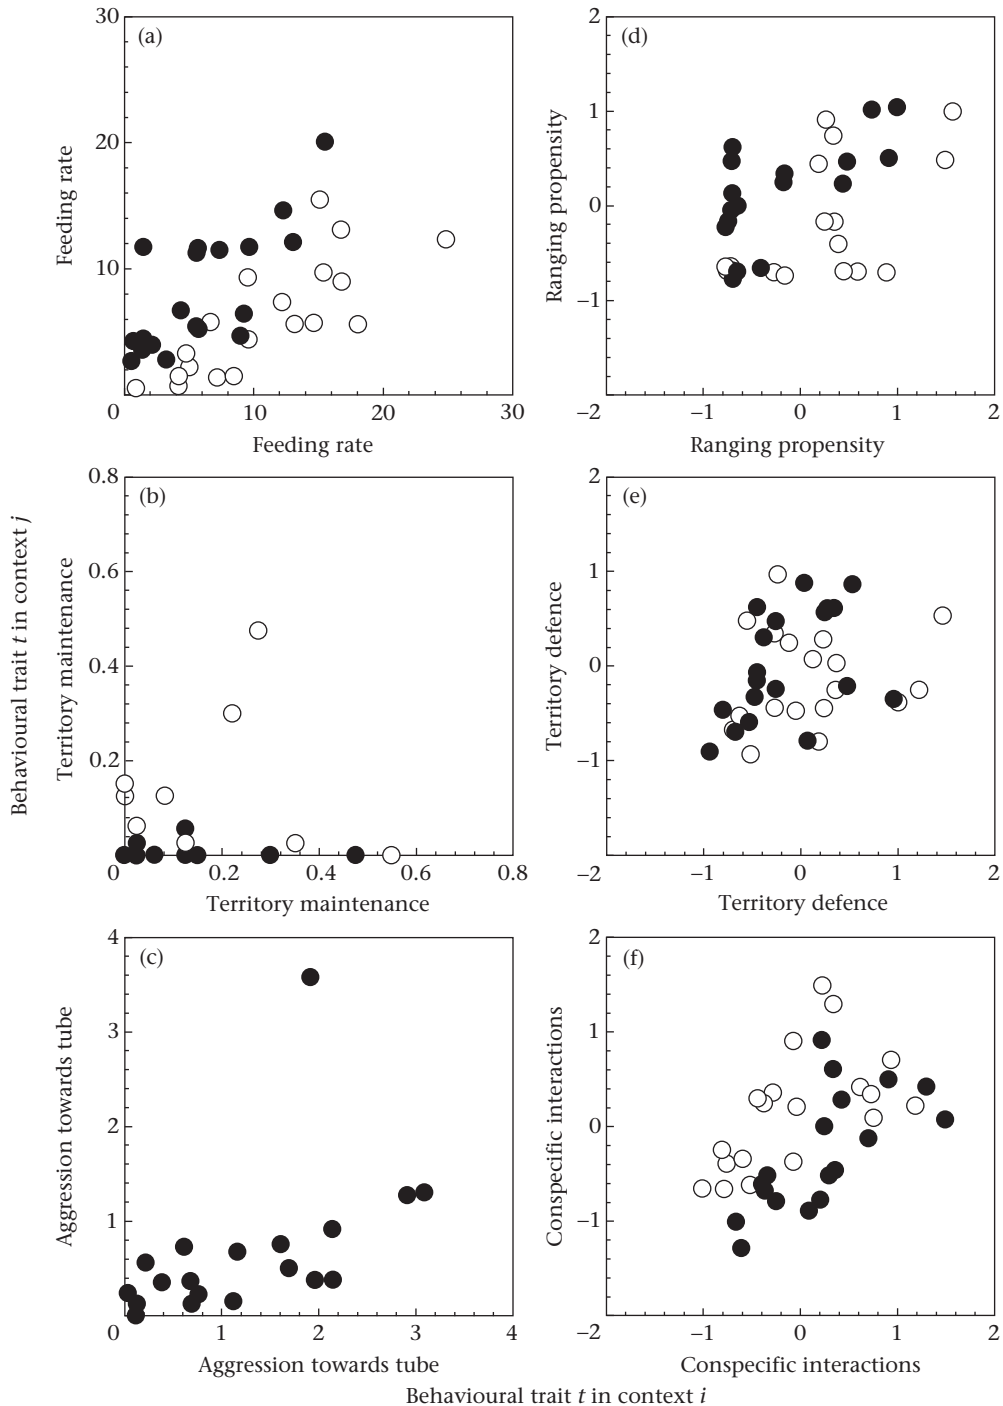 30
(a)
20
10
0
10
20
30
Feeding rate
Feeding rate
2
(d)
1
0
−1
−2
−1
0
1
2
Ranging propensity
Ranging propensity
0.8
(b)
0.6
0.4
0.2
0
0.2
0.4
0.6
0.8
Territory maintenance
Territory maintenance
2
(e)
1
0
−1
−2
−1
0
1
2
Territory defence
Territory defence
4
(c)
3
2
1
0
1
2
3
4
Aggression towards tube
Aggression towards tube
2
(f)
1
0
−1
−2
−1
0
1
2
Conspecific interactions
Conspecific interactions
Behavioural trait t in context j
Behavioural trait t in context i